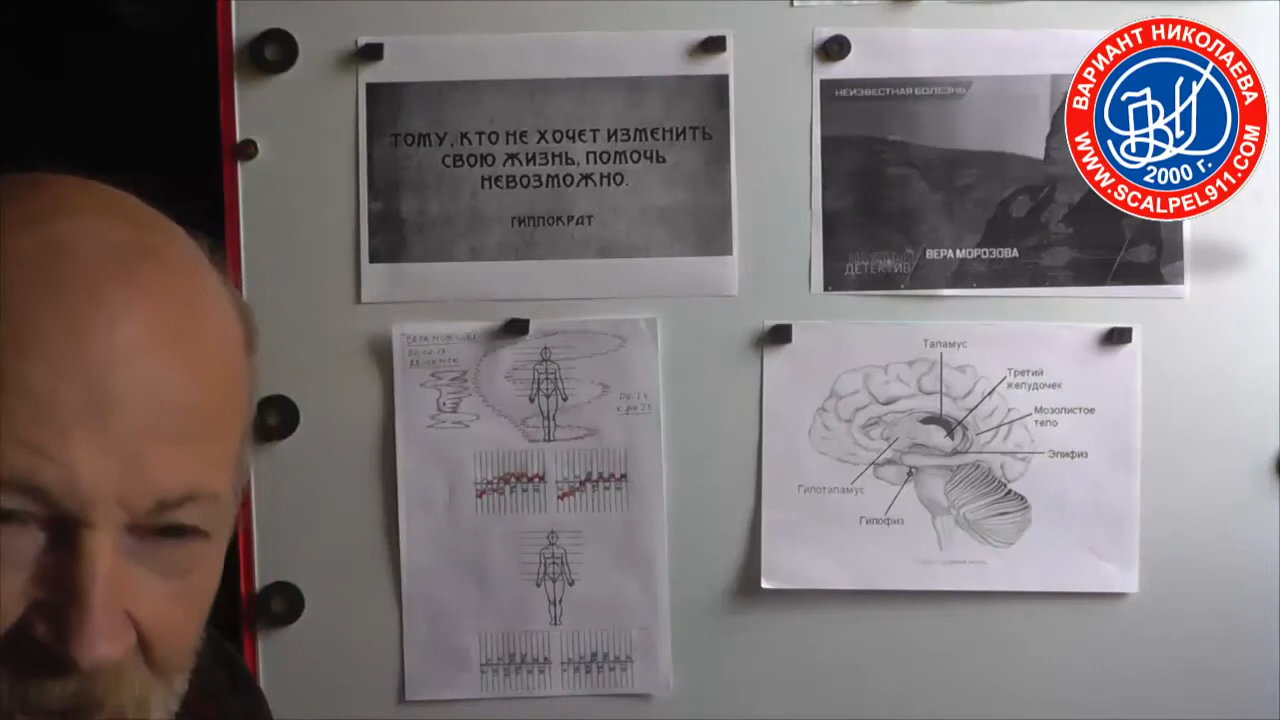 ТОМУ, КТО НЕ ХОЧЕТ ИЗМЕНИТЬ
СВОЮ ЖИЗНЬ, ПОМОЧЬ
НЕВОЗМОЖНО.
ГИППОКРАТ
НЕИЗВЕСТНАЯ БОЛЕЗНЬ
ДЕТЕКТИВ
ВЕРА МОРОЗОВА
ВАРИАНТ НИКОЛАЕВА
2000 г.
WWW.SCALPEL911.COM
Таламус
Третий
желудочек
Мозолистое
тело
Эпифиз
Гипоталамус
Гипофиз